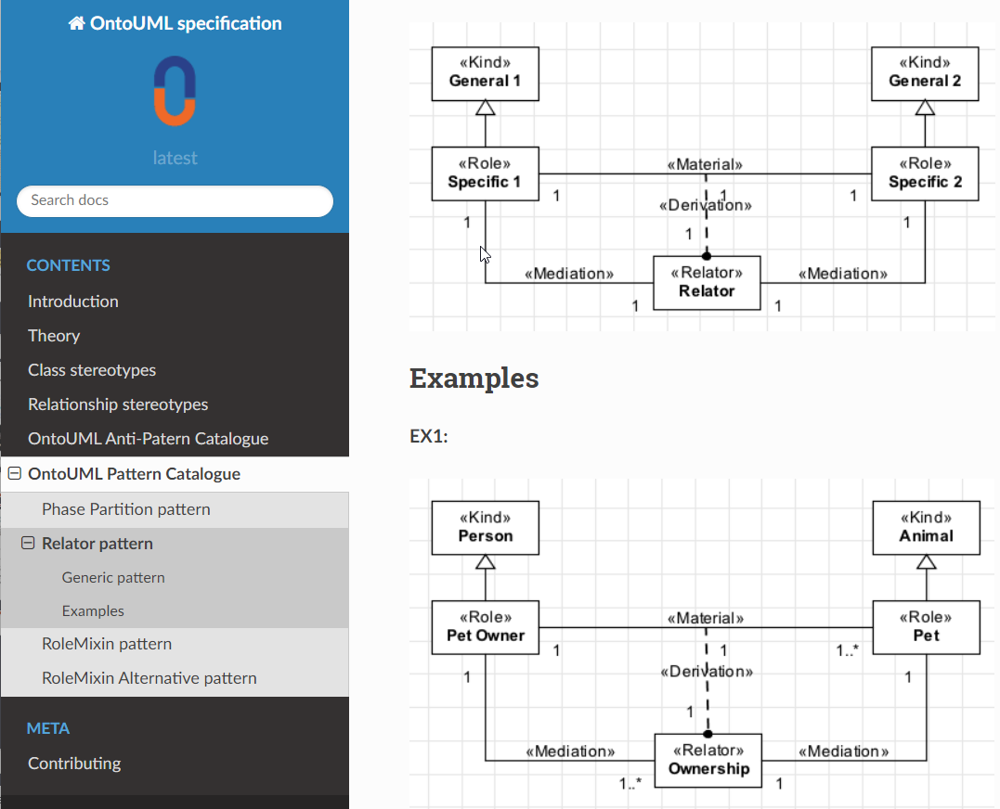 OntoUML specification
latest
Search docs
CONTENTS
Introduction
Theory
Class stereotypes
Relationship stereotypes
OntoUML Anti-Patern Catalogue
OntoUML Pattern Catalogue
Phase Partition pattern
Relator pattern
Generic pattern
Examples
RoleMixin pattern
RoleMixin Alternative pattern
META
Contributing
«Kind»
General 1
«Kind»
General 2
«Role»
Specific 1
«Material»
«Role»
Specific 2
1
1
1
«Derivation»
1
1
1
«Mediation»
«Relator»
Relator
«Mediation»
1
1
Examples
EX1:
«Kind»
Person
«Kind»
Animal
«Role»
Pet Owner
«Material»
«Role»
Pet
1
1
1..*
«Derivation»
1
1
1
«Mediation»
«Relator»
Ownership
«Mediation»
1..*
1